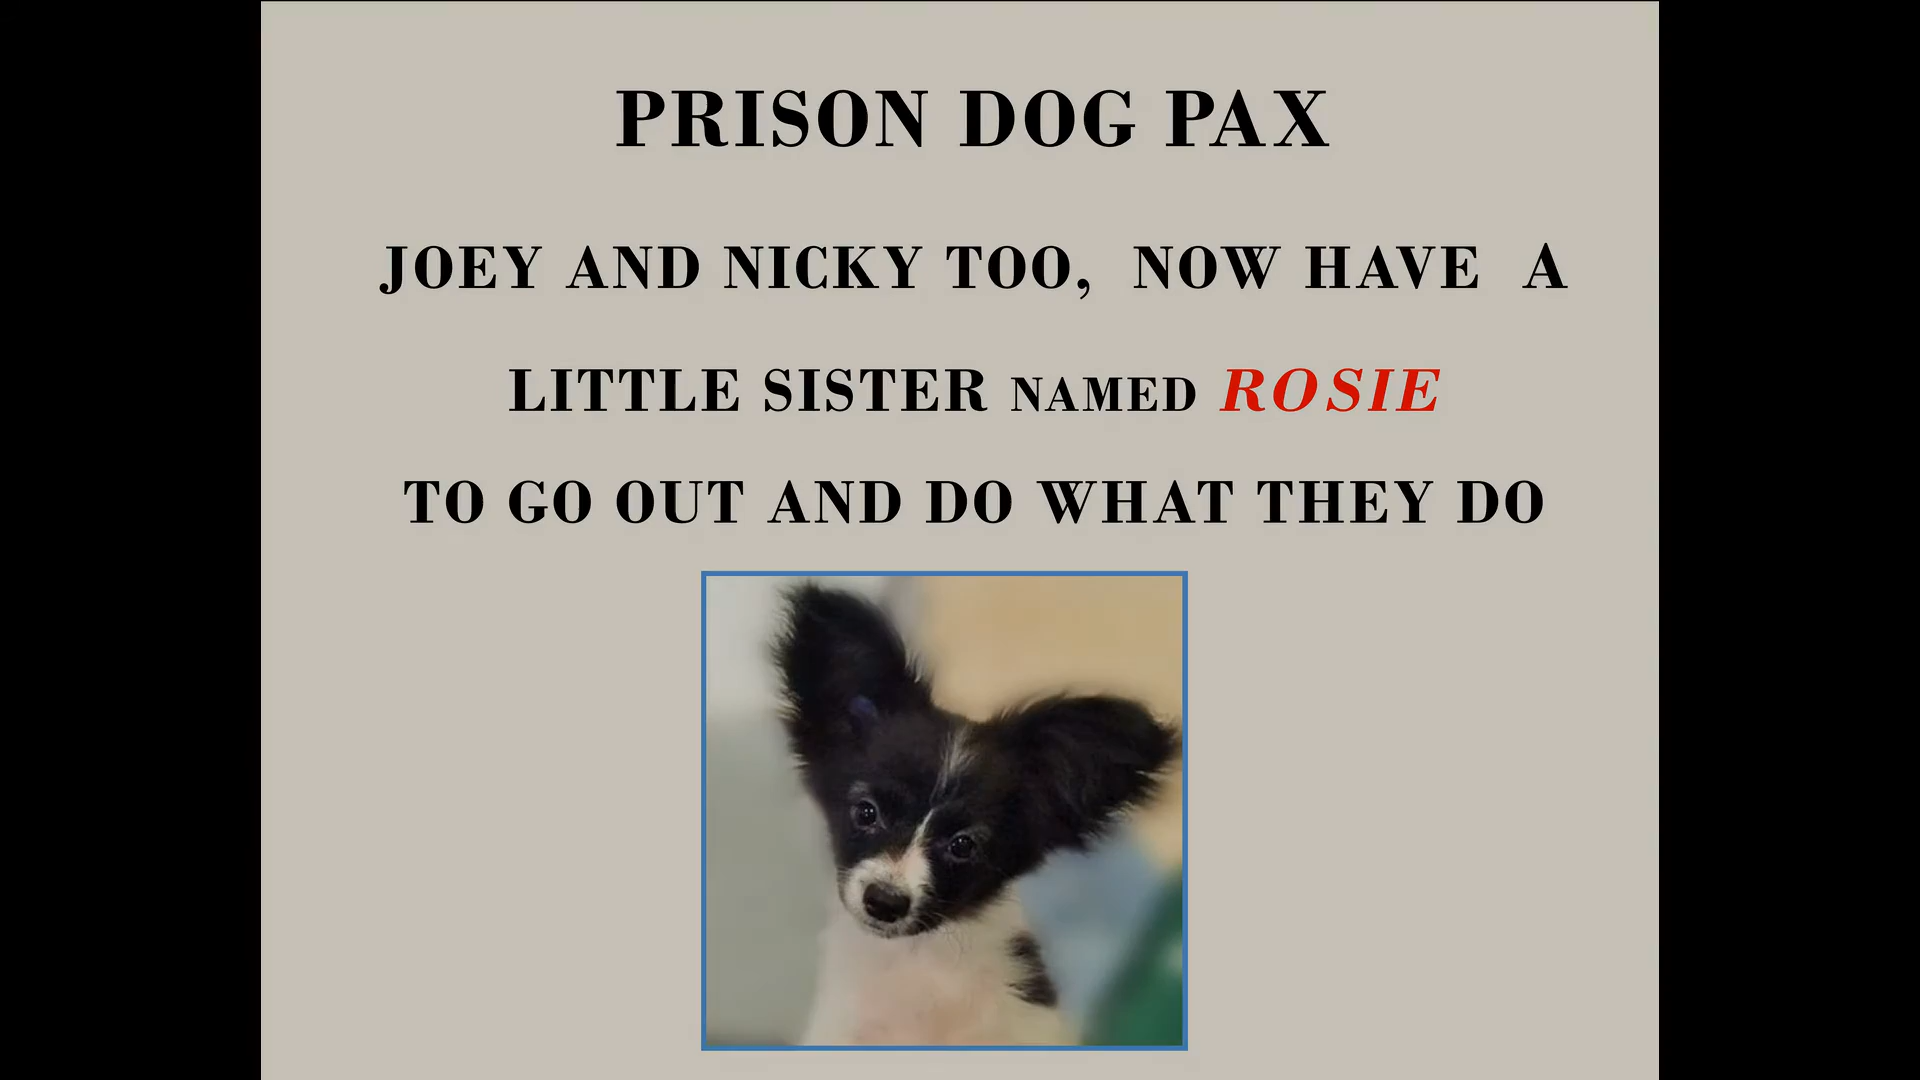 PRISON DOG PAX
JOEY AND NICKY TOO, NOW HAVE A
LITTLE SISTER NAMED ROSIE
TO GO OUT AND DO WHAT THEY DO